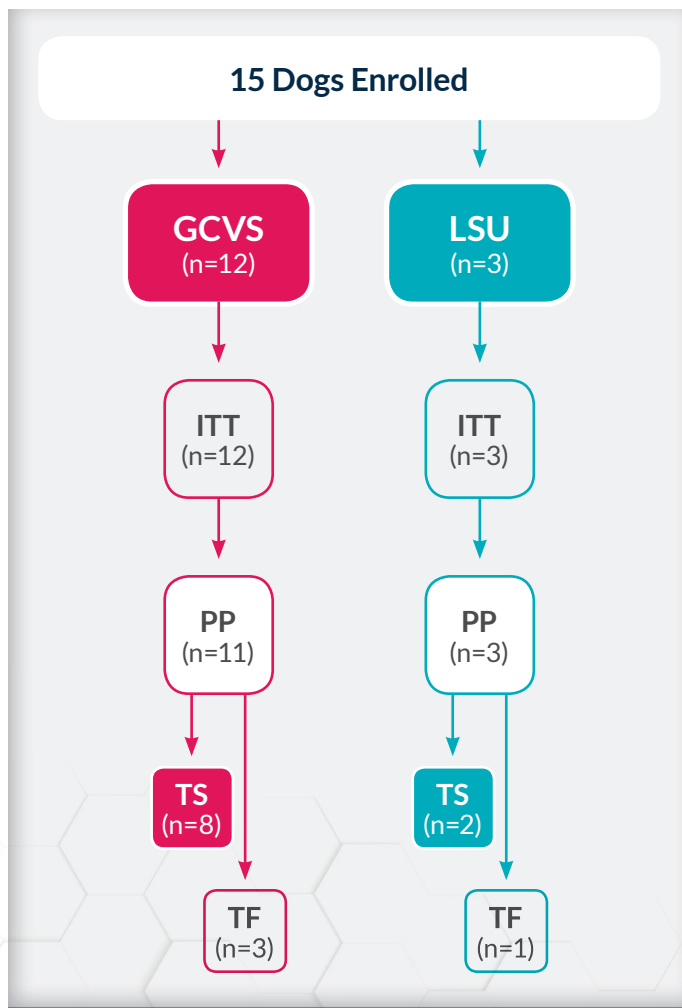 15 Dogs Enrolled
GCVS
(n=12)
LSU
(n=3)
ITT
(n=12)
ITT
(n=3)
PP
(n=11)
PP
(n=3)
TS
(n=8)
TS
(n=2)
TF
(n=3)
TF
(n=1)